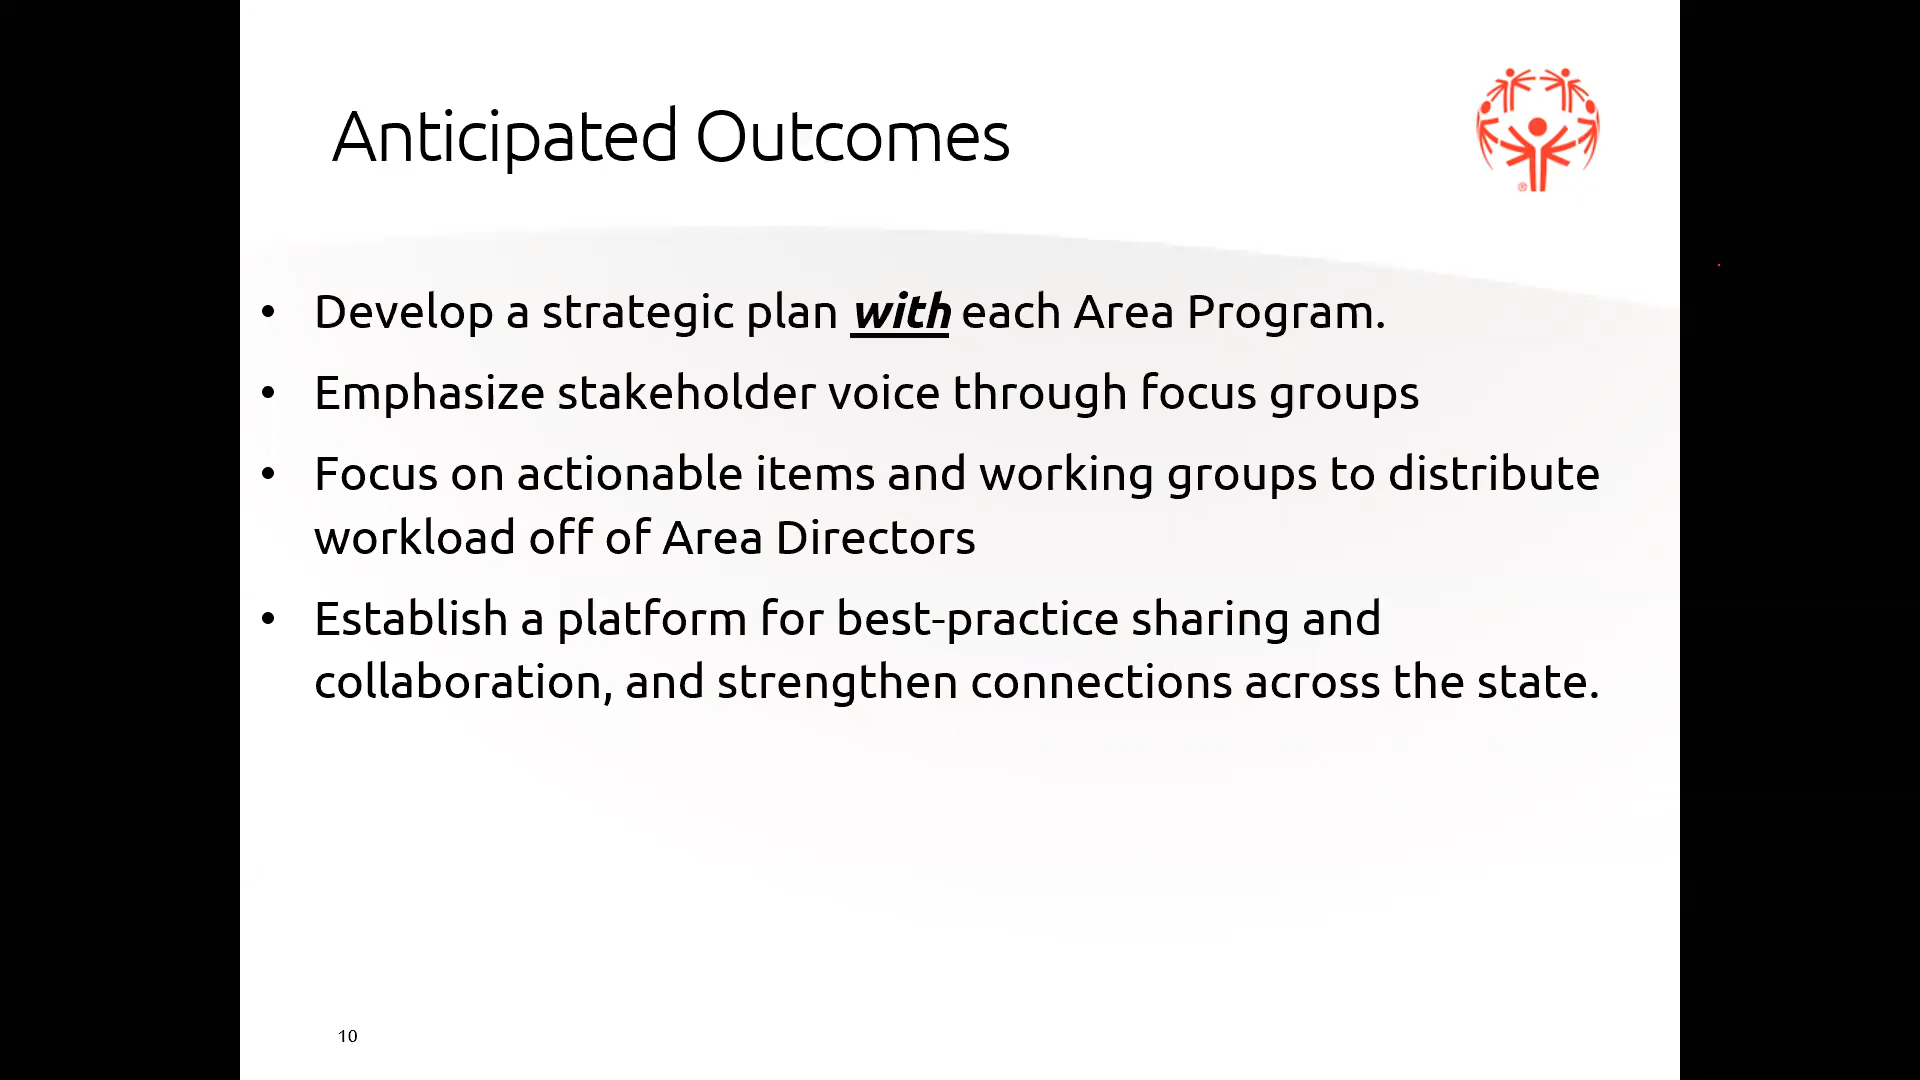 Anticipated Outcomes
®
• Develop a strategic plan with each Area Program.
• Emphasize stakeholder voice through focus groups
• Focus on actionable items and working groups to distribute
workload off of Area Directors
• Establish a platform for best-practice sharing and
collaboration, and strengthen connections across the state.
10